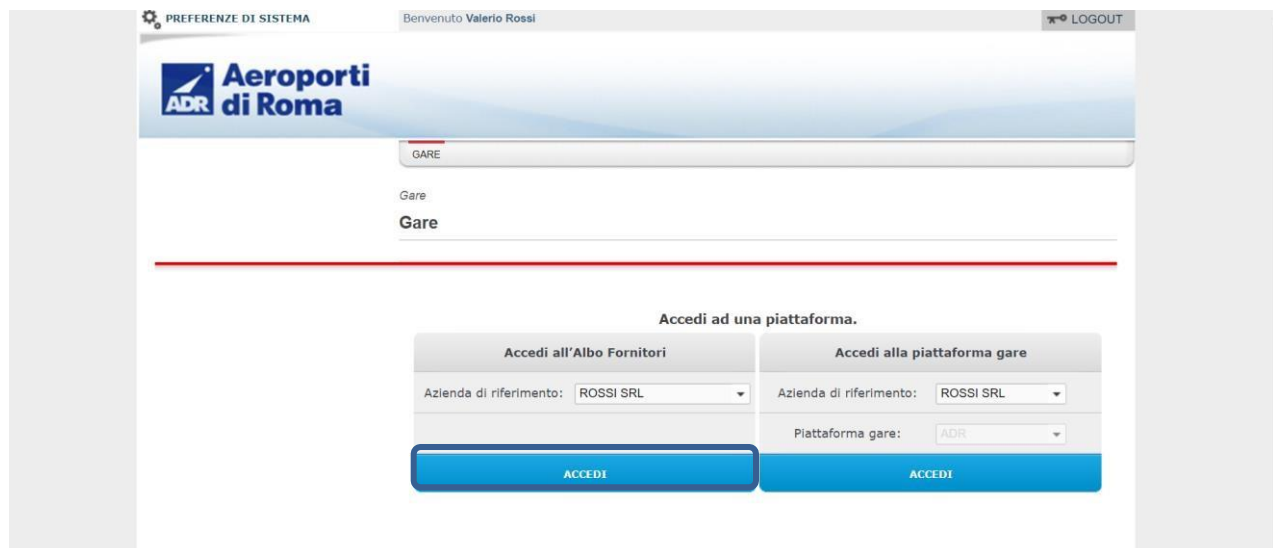 PREFERENZE DI SISTEMA
Benvenuto Valerio Rossi
LOGOUT
Aeroporti
ADR di Roma
GARE
Gare
Gare
Accedi ad una piattaforma.
Accedi all'Albo Fornitori
Accedi alla piattaforma gare
Azienda di riferimento: ROSSI SRL
Azienda di riferimento: ROSSI SRL
Piattaforma gare: ADR
ACCEDI
ACCEDI